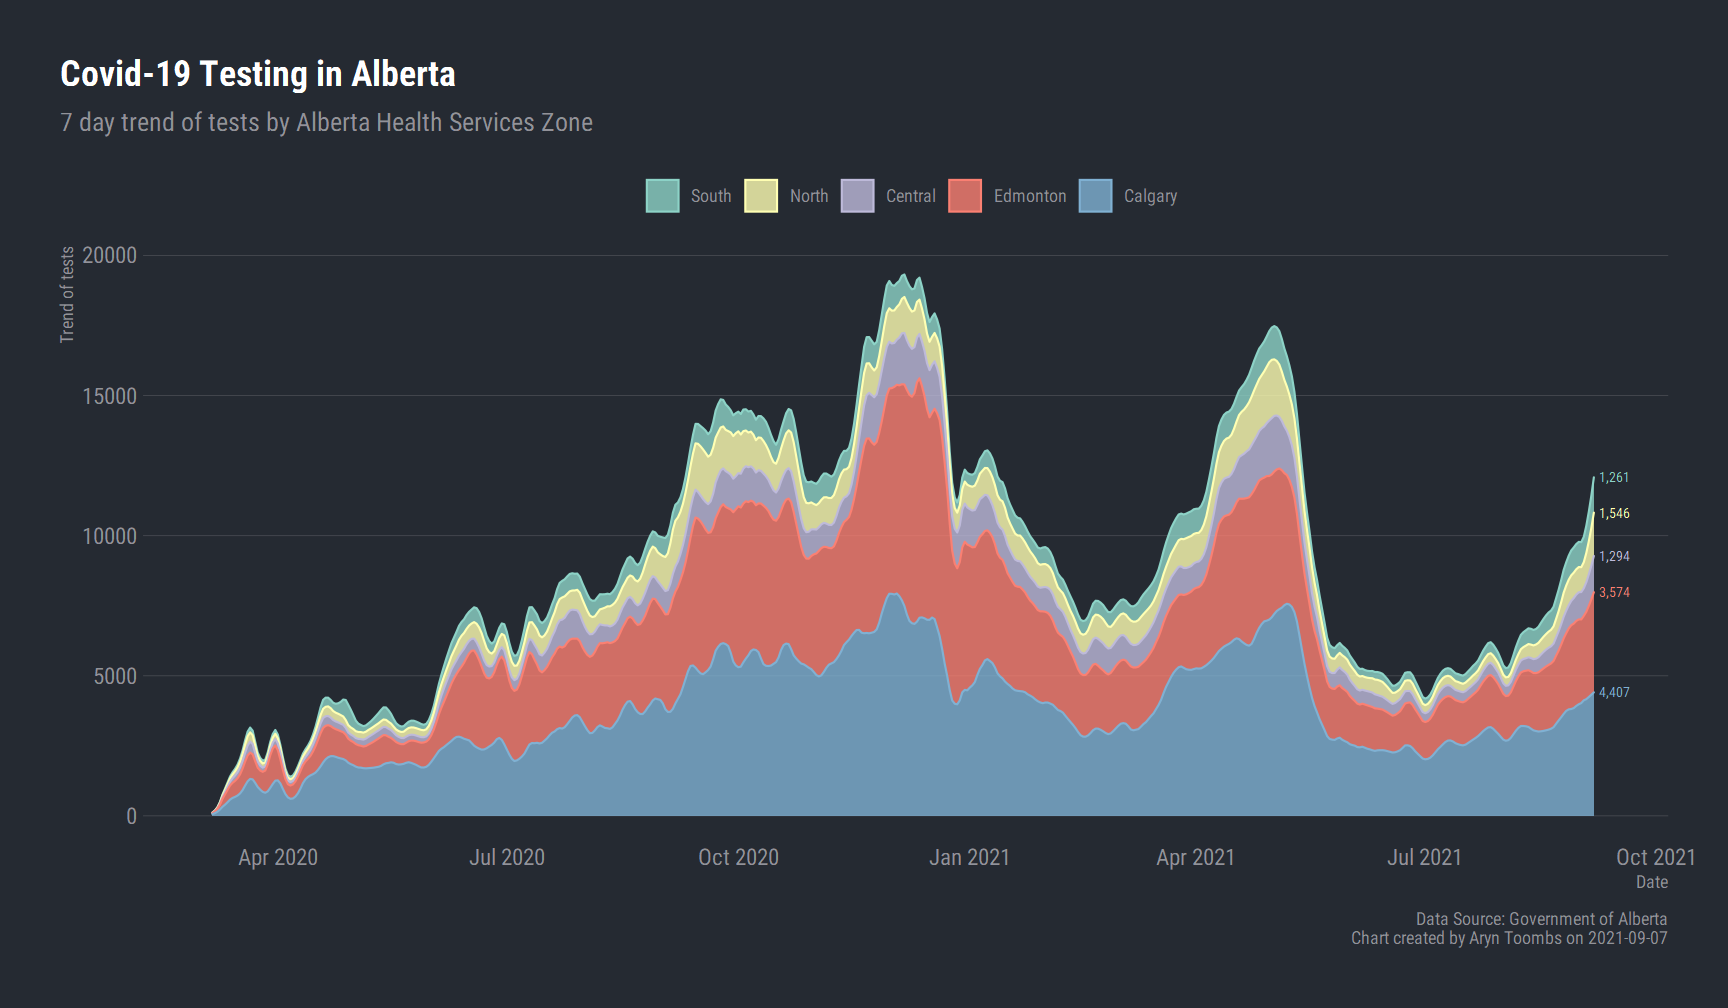 Covid-19 Testing in Alberta
7 day trend of tests by Alberta Health Services Zone
South North Central Edmonton Calgary
Trend of tests
20000
15000
10000
5000
0
1,261
1,546
1,294
3,574
4,407
Apr 2020 Jul 2020 Oct 2020 Jan 2021 Apr 2021 Jul 2021 Oct 2021
Date
Data Source: Government of Alberta
Chart created by Aryn Toombs on 2021-09-07